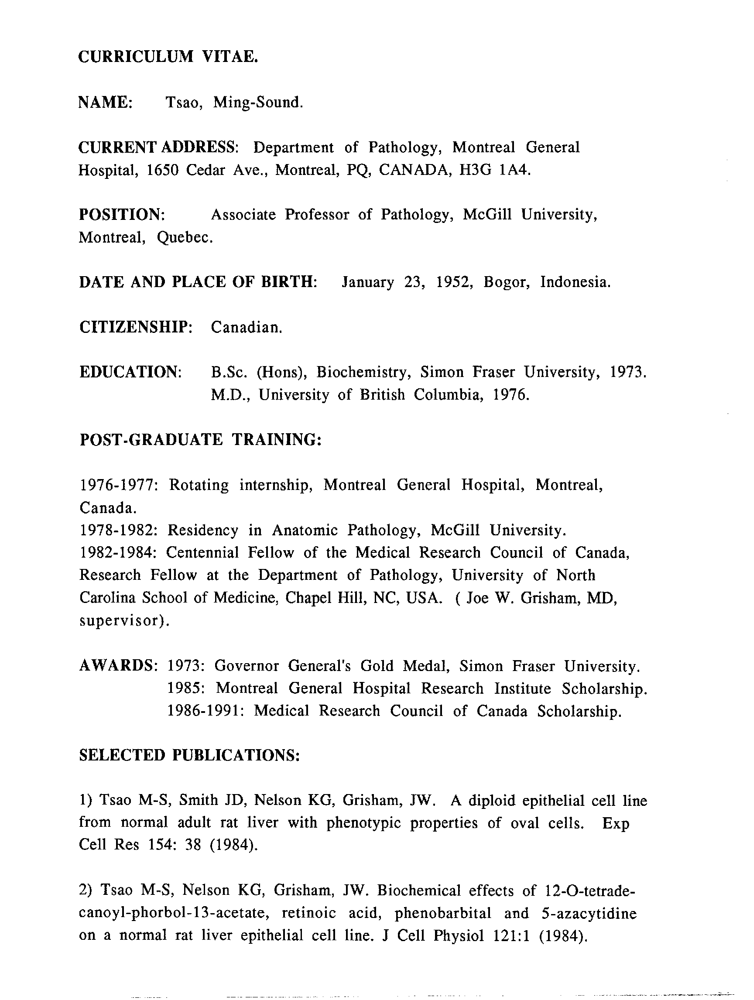 CURRICULUM VITAE.
NAME: Tsao, Ming-Sound.
CURRENT ADDRESS: Department of Pathology, Montreal General
Hospital, 1650 Cedar Ave., Montreal, PQ, CANADA, H3G 1A4.
POSITION: Associate Professor of Pathology, McGill University,
Montreal, Quebec.
DATE AND PLACE OF BIRTH: January 23, 1952, Bogor, Indonesia.
CITIZENSHIP: Canadian.
EDUCATION: B.Sc. (Hons), Biochemistry, Simon Fraser University, 1973.
M.D., University of British Columbia, 1976.
POST-GRADUATE TRAINING:
1976-1977: Rotating internship, Montreal General Hospital, Montreal,
Canada.
1978-1982: Residency in Anatomic Pathology, McGill University.
1982-1984: Centennial Fellow of the Medical Research Council of Canada,
Research Fellow at the Department of Pathology, University of North
Carolina School of Medicine, Chapel Hill, NC, USA. ( Joe W. Grisham, MD,
supervisor).
AWARDS: 1973: Governor General's Gold Medal, Simon Fraser University.
1985: Montreal General Hospital Research Institute Scholarship.
1986-1991: Medical Research Council of Canada Scholarship.
SELECTED PUBLICATIONS:
1) Tsao M-S, Smith JD, Nelson KG, Grisham, JW. A diploid epithelial cell line
from normal adult rat liver with phenotypic properties of oval cells. Exp
Cell Res 154: 38 (1984).
2) Tsao M-S, Nelson KG, Grisham, JW. Biochemical effects of 12-O-tetrade-
canoyl-phorbol-13-acetate, retinoic acid, phenobarbital and 5-azacytidine
on a normal rat liver epithelial cell line. J Cell Physiol 121:1 (1984).